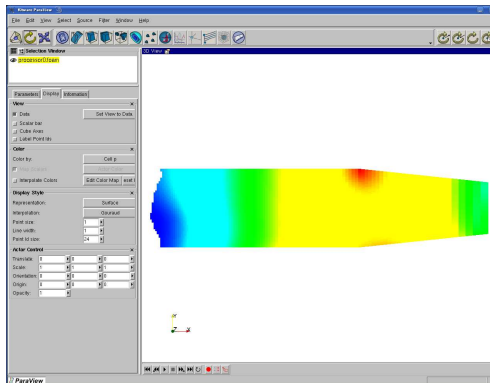 Kitware ParaView
File Edit View Select Source Filter Window Help
Selection Window
3D View
processor0.foam
Parameters Display Information
View
Data Set View to Data
Scalar bar
Cube Axes
Label Point Ids
Color
Color by: Cell p
Interpolate Colors Edit Color Map
Display Style
Representation: Surface
Interpolation: Gouraud
Point size: 1
Line width: 1
Point id size: 24
Actor Control
Translate: 0 0 0
Scale: 1 1 1
Orientation: 0 0 0
Origin: 0 0 0
Opacity: 1
Y
Z X
ParaView